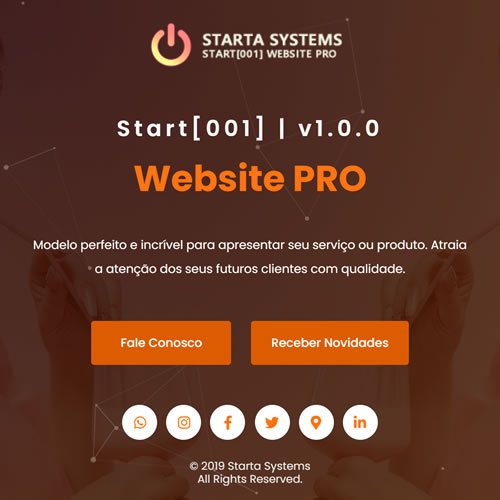 STARTA SYSTEMS
START[001] WEBSITE PRO
Start[001] | v1.0.0
Website PRO
Modelo perfeito e incrível para apresentar seu serviço ou produto. Atraia
a atenção dos seus futuros clientes com qualidade.
Fale Conosco
Receber Novidades
© 2019 Starta Systems
All Rights Reserved.